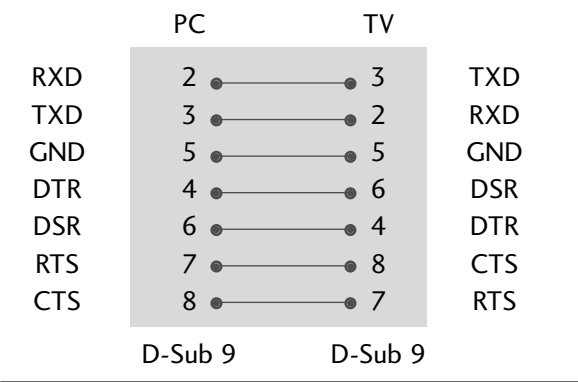 PC TV
RXD 2 3 TXD
TXD 3 2 RXD
GND 5 5 GND
DTR 4 6 DSR
DSR 6 4 DTR
RTS 7 8 CTS
CTS 8 7 RTS
D-Sub 9 D-Sub 9